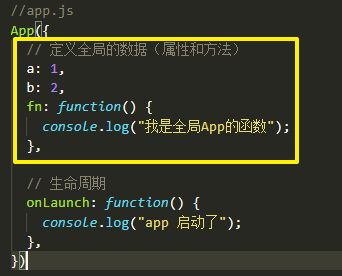 //app.js
App({
// 定义全局的数据（属性和方法）
a: 1,
b: 2,
fn: function() {
console.log("我是全局App的函数");
},
// 生命周期
onLaunch: function() {
console.log("app 启动了");
},
})